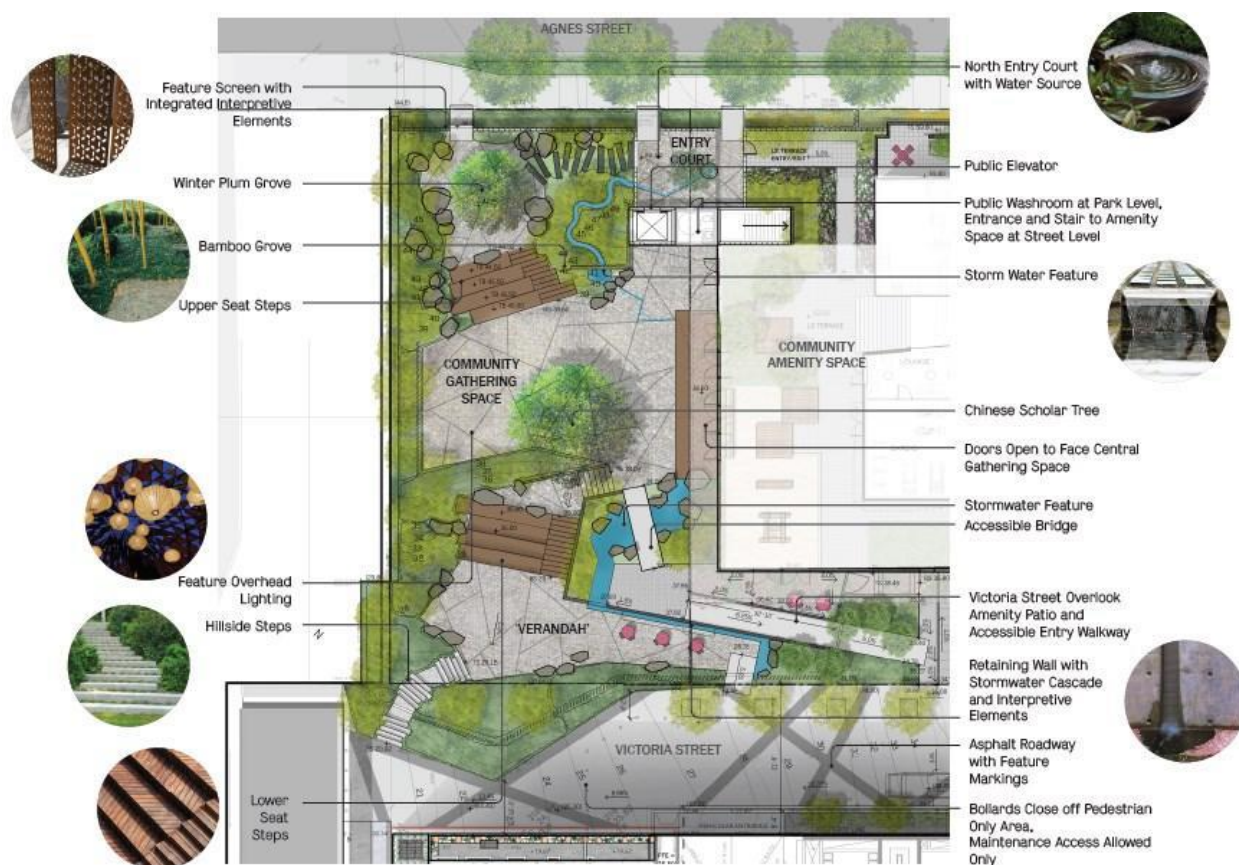 AGNES STREET
Feature Screen with
Integrated Interpretive
Elements
Winter Plum Grove
Bamboo Grove
Upper Seat Steps
Feature Overhead
Lighting
Hillside Steps
Lower
Seat
Steps
ENTRY
COURT
COMMUNITY
GATHERING
SPACE
COMMUNITY
AMENITY SPACE
'VERANDAH'
VICTORIA STREET
North Entry Court
with Water Source
Public Elevator
Public Washroom at Park Level,
Entrance and Stair to Amenity
Space at Street Level
Storm Water Feature
Chinese Scholar Tree
Doors Open to Face Central
Gathering Space
Stormwater Feature
Accessible Bridge
Victoria Street Overlook
Amenity Patio and
Accessible Entry Walkway
Retaining Wall with
Stormwater Cascade
and Interpretive
Elements
Asphalt Roadway
with Feature
Markings
Bollards Close off Pedestrian
Only Area,
Maintenance Access Allowed
Only